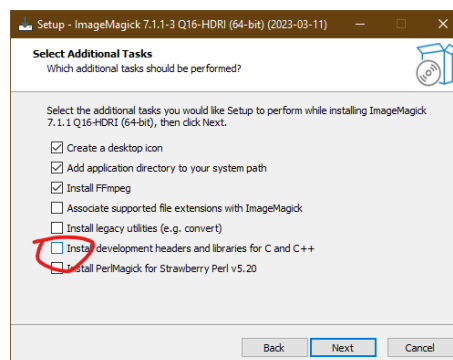 Setup - ImageMagick 7.1.1-3 Q16-HDRI (64-bit) (2023-03-11)
Select Additional Tasks
Which additional tasks should be performed?
Select the additional tasks you would like Setup to perform while installing ImageMagick
7.1.1 Q16-HDRI (64-bit), then click Next.
Create a desktop icon
Add application directory to your system path
Install FFmpeg
Associate supported file extensions with ImageMagick
Install legacy utilities (e.g. convert)
Install development headers and libraries for C and C++
Install PerlMagick for Strawberry Perl v5.20
Back Next Cancel